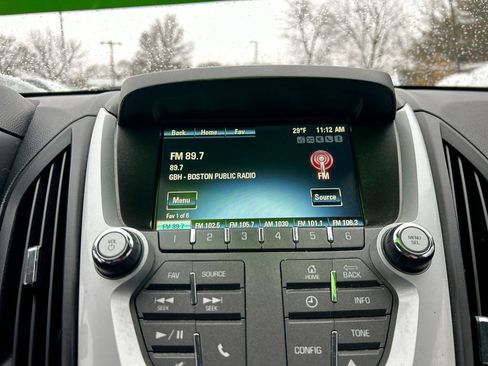 Back Home Fav 29°F 11:12 AM
FM 89.7
89.7
GBH - BOSTON PUBLIC RADIO
FM
Menu Source
Fav 1 of 6
FM 89.7 FM 102.5 FM 105.7 AM 1030 FM 101.1 FM 106.3
1 2 3 4 5 6
VOL
MENU
SEL
FAV SOURCE HOME BACK
SEEK SEEK INFO
TONE
CONFIG